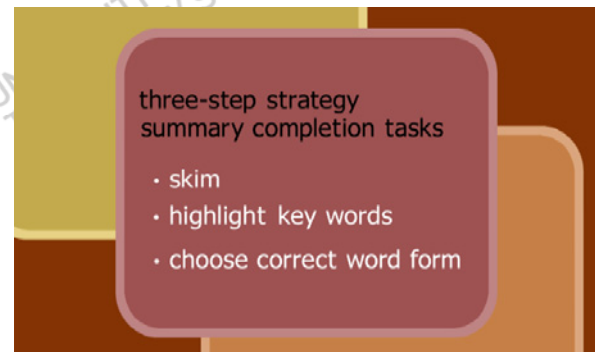 three-step strategy
summary completion tasks
· skim
· highlight key words
· choose correct word form